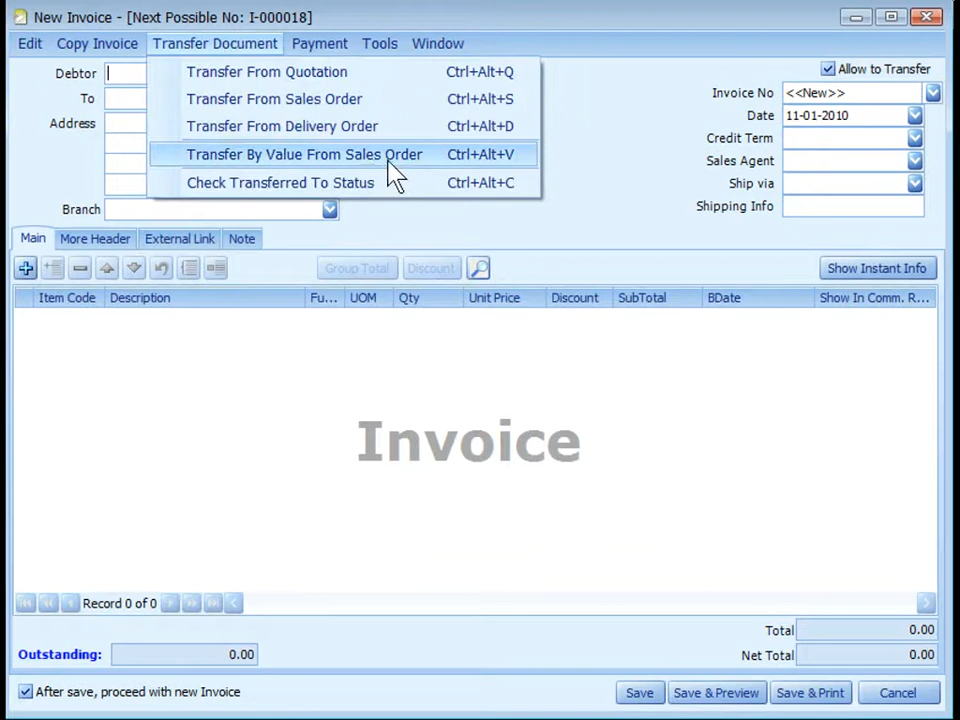 New Invoice - [Next Possible No: I-000018]
Edit Copy Invoice Transfer Document Payment Tools Window
Transfer From Quotation Ctrl+Alt+Q
Transfer From Sales Order Ctrl+Alt+S
Transfer From Delivery Order Ctrl+Alt+D
Transfer By Value From Sales Order Ctrl+Alt+V
Check Transferred To Status Ctrl+Alt+C
Debtor
To
Address
Branch
Allow to Transfer
Invoice No <<New>>
Date 11-01-2010
Credit Term
Sales Agent
Ship via
Shipping Info
Main More Header External Link Note
Group Total Discount Show Instant Info
Item Code Description Fu... UOM Qty Unit Price Discount SubTotal BDate Show In Comm. R...
Invoice
Record 0 of 0
Total 0.00
Outstanding: 0.00 Net Total 0.00
After save, proceed with new Invoice Save Save & Preview Save & Print Cancel